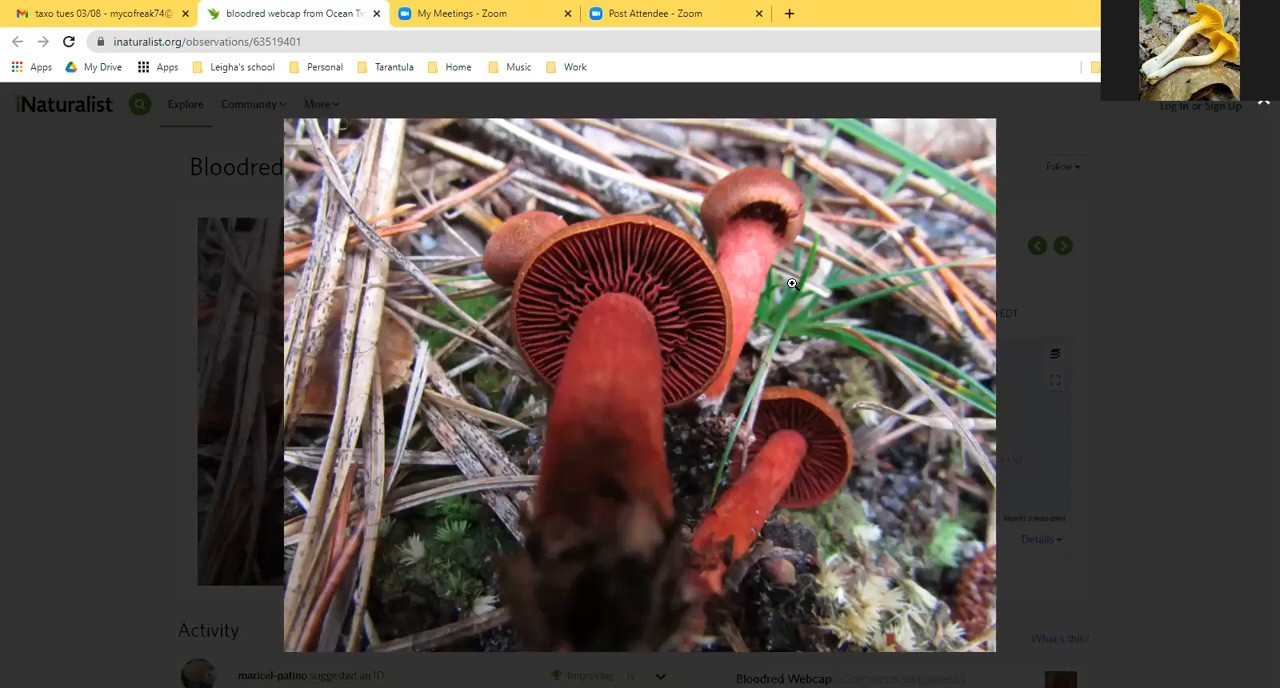 taxo tues 03/08 - mycofreak74@
bloodred webcap from Ocean T
My Meetings - Zoom
Post Attendee - Zoom
inaturalist.org/observations/63519401
Apps
My Drive
Apps
Leigha's school
Personal
Tarantula
Home
Music
Work
iNaturalist
Explore
Community
More
Log In or Sign Up
Bloodred
Follow
EDT
Details
Activity
What's this?
maricel-patino suggested an ID
Improving
Bloodred Webcap